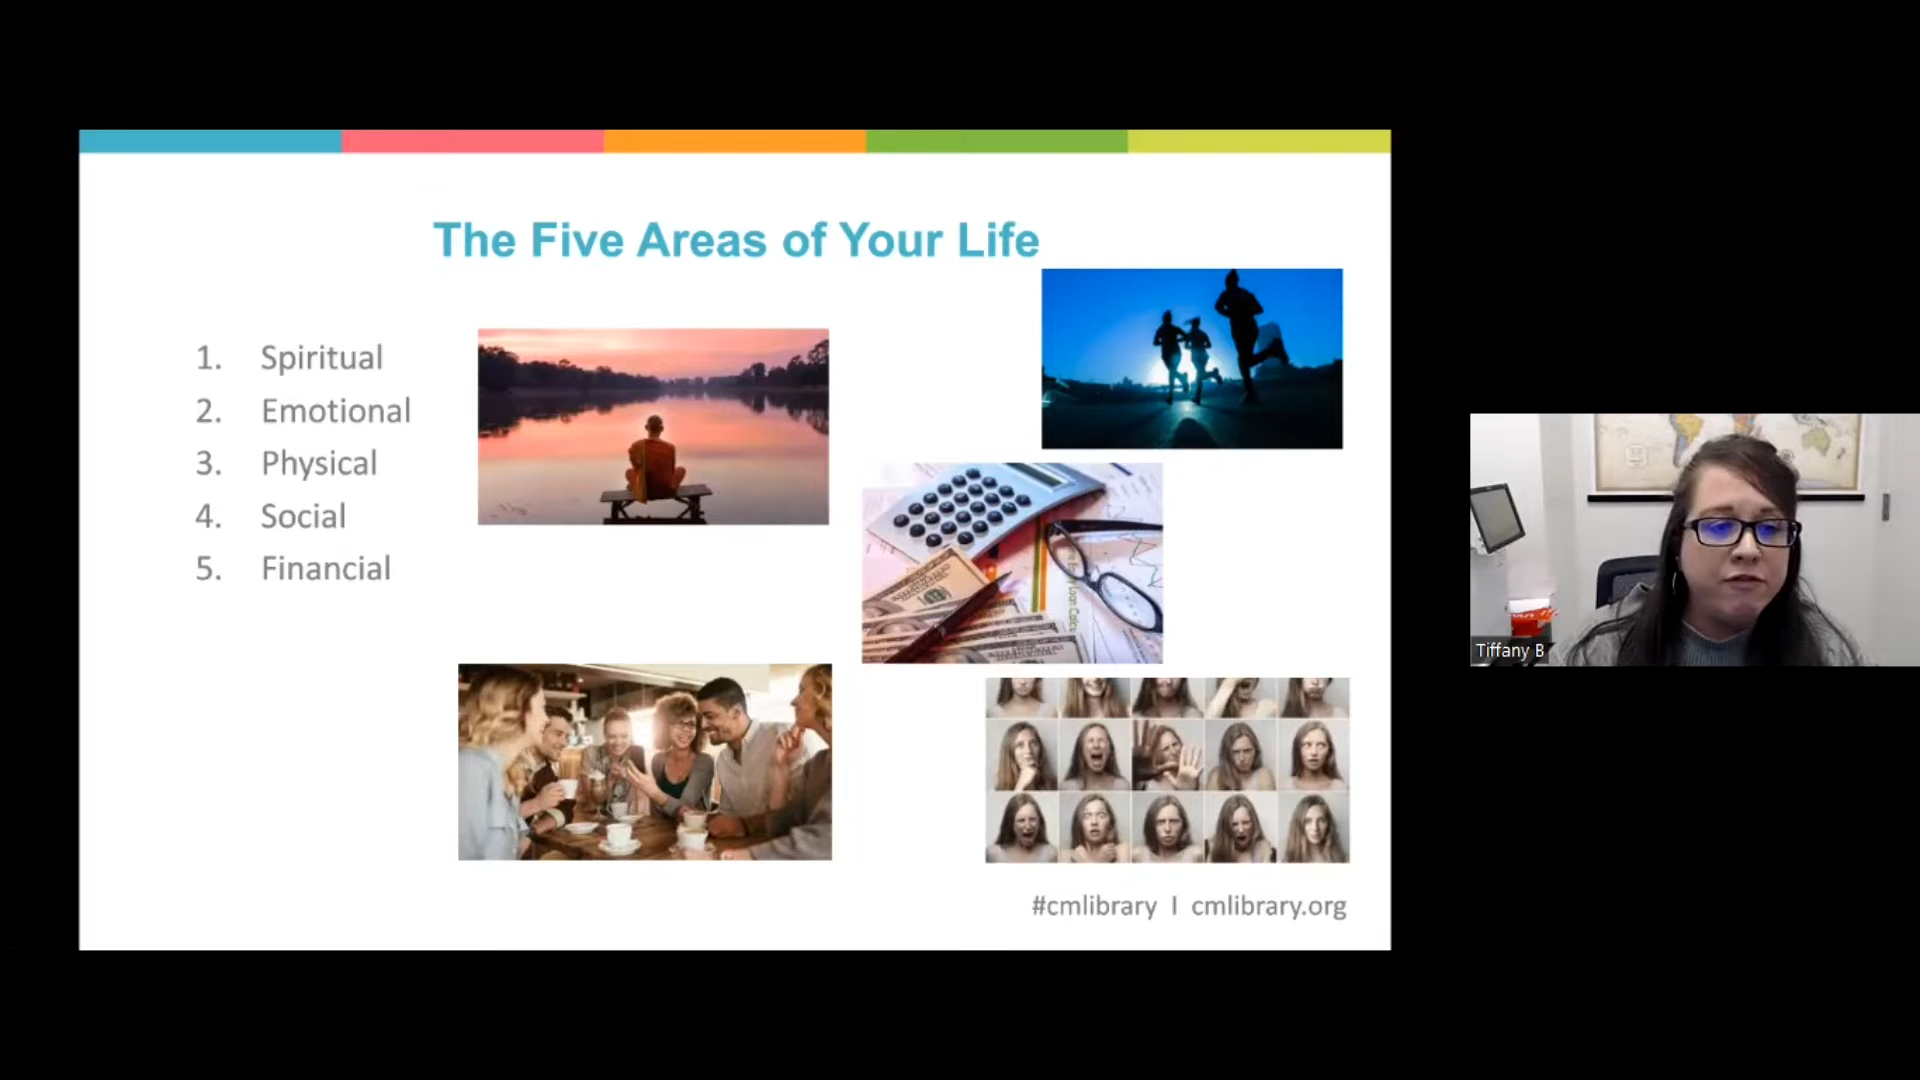 The Five Areas of Your Life
1. Spiritual
2. Emotional
3. Physical
4. Social
5. Financial
#cmlibrary I cmlibrary.org
Tiffany B